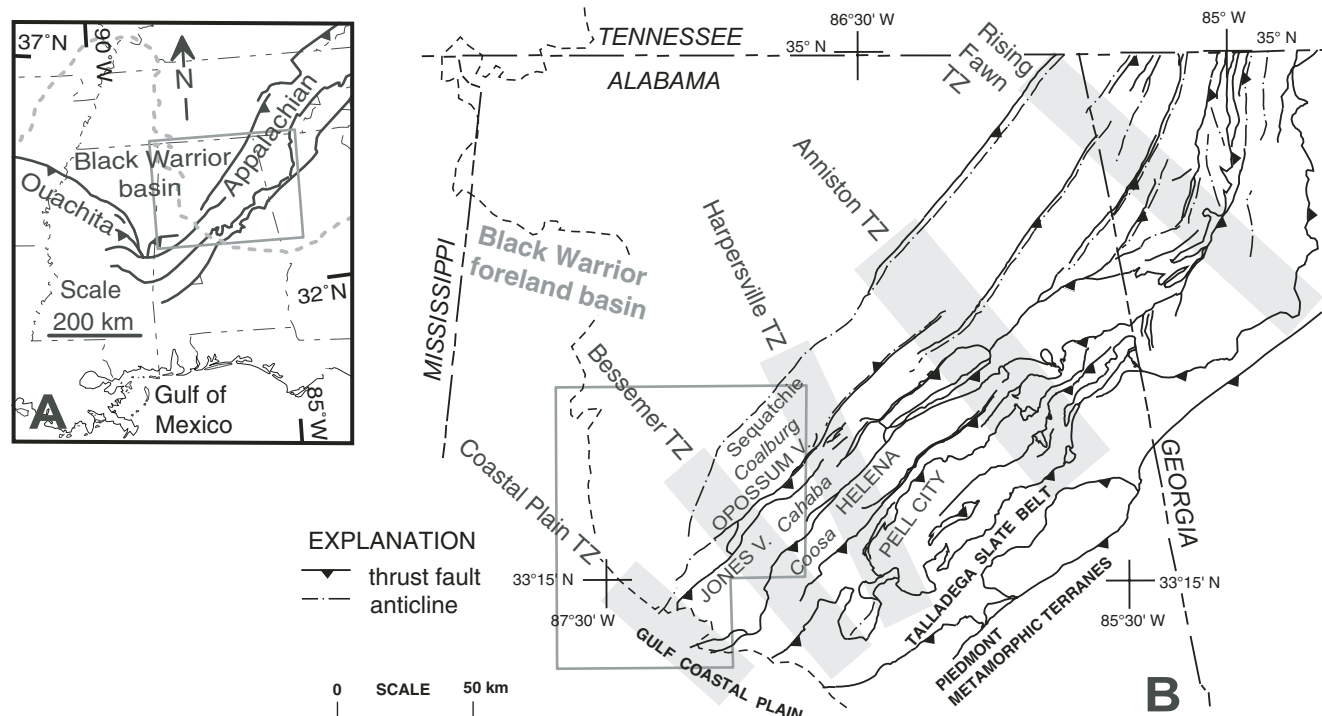 37°N
90°W
N
Appalachian
Black Warrior
basin
Ouachita
Scale
200 km
32°N
Gulf of
Mexico
85°W
A
TENNESSEE
ALABAMA
86°30' W
35° N
85° W
35° N
Rising
Fawn
TZ
Anniston TZ
Harpersville TZ
MISSISSIPPI
Black Warrior
foreland basin
Bessemer TZ
Coastal Plain TZ
Sequatchie
Coalburg
OPOSSUM V.
Cahaba
HELENA
JONES V.
Coosa
PELL CITY
GEORGIA
TALLADEGA SLATE BELT
PIEDMONT
METAMORPHIC TERRANES
GULF COASTAL PLAIN
33°15' N
87°30' W
33°15' N
85°30' W
EXPLANATION
thrust fault
anticline
0 SCALE 50 km
B